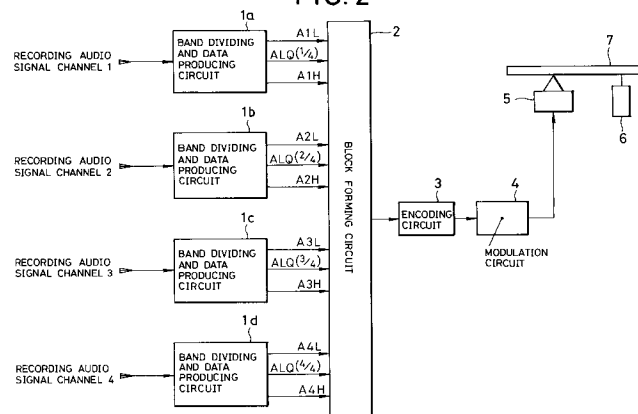 FIG. 2
1a
RECORDING AUDIO
SIGNAL CHANNEL 1
BAND DIVIDING
AND DATA
PRODUCING
CIRCUIT
A1L
ALQ(1/4)
A1H
1b
RECORDING AUDIO
SIGNAL CHANNEL 2
BAND DIVIDING
AND DATA
PRODUCING
CIRCUIT
A2L
ALQ(2/4)
A2H
1c
RECORDING AUDIO
SIGNAL CHANNEL 3
BAND DIVIDING
AND DATA
PRODUCING
CIRCUIT
A3L
ALQ(3/4)
A3H
1d
RECORDING AUDIO
SIGNAL CHANNEL 4
BAND DIVIDING
AND DATA
PRODUCING
CIRCUIT
A4L
ALQ(4/4)
A4H
2
BLOCK FORMING CIRCUIT
3
ENCODING
CIRCUIT
4
MODULATION
CIRCUIT
5
6
7